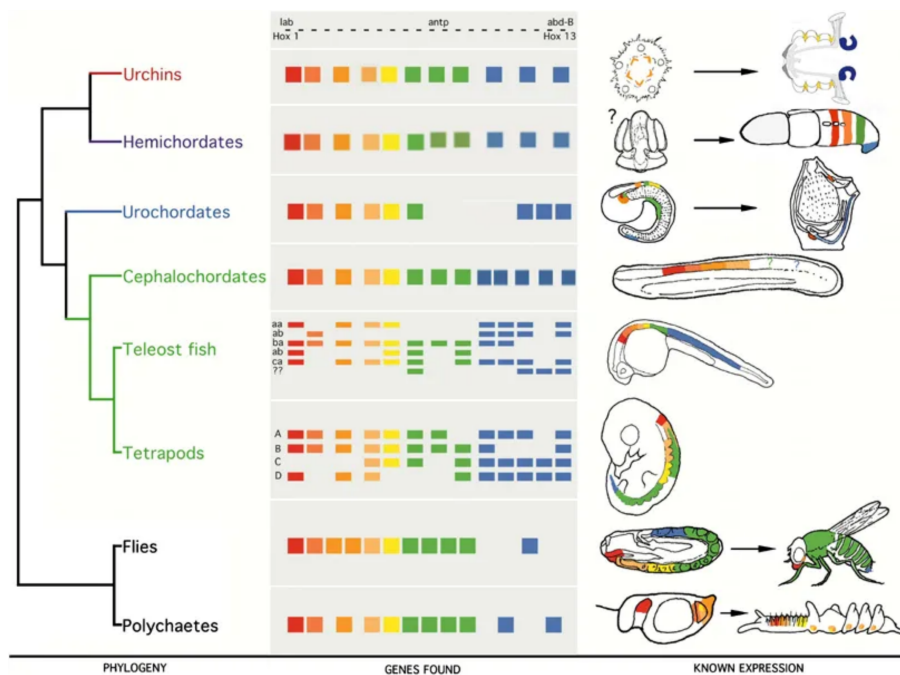 lab antp abd-B
Hox 1 Hox 13
Urchins
?
Hemichordates
Urochordates
Cephalochordates
?
aa
ab
ba
Teleost fish
ab
ca
??
A
B
Tetrapods
C
D
Flies
Polychaetes
PHYLOGENY GENES FOUND KNOWN EXPRESSION